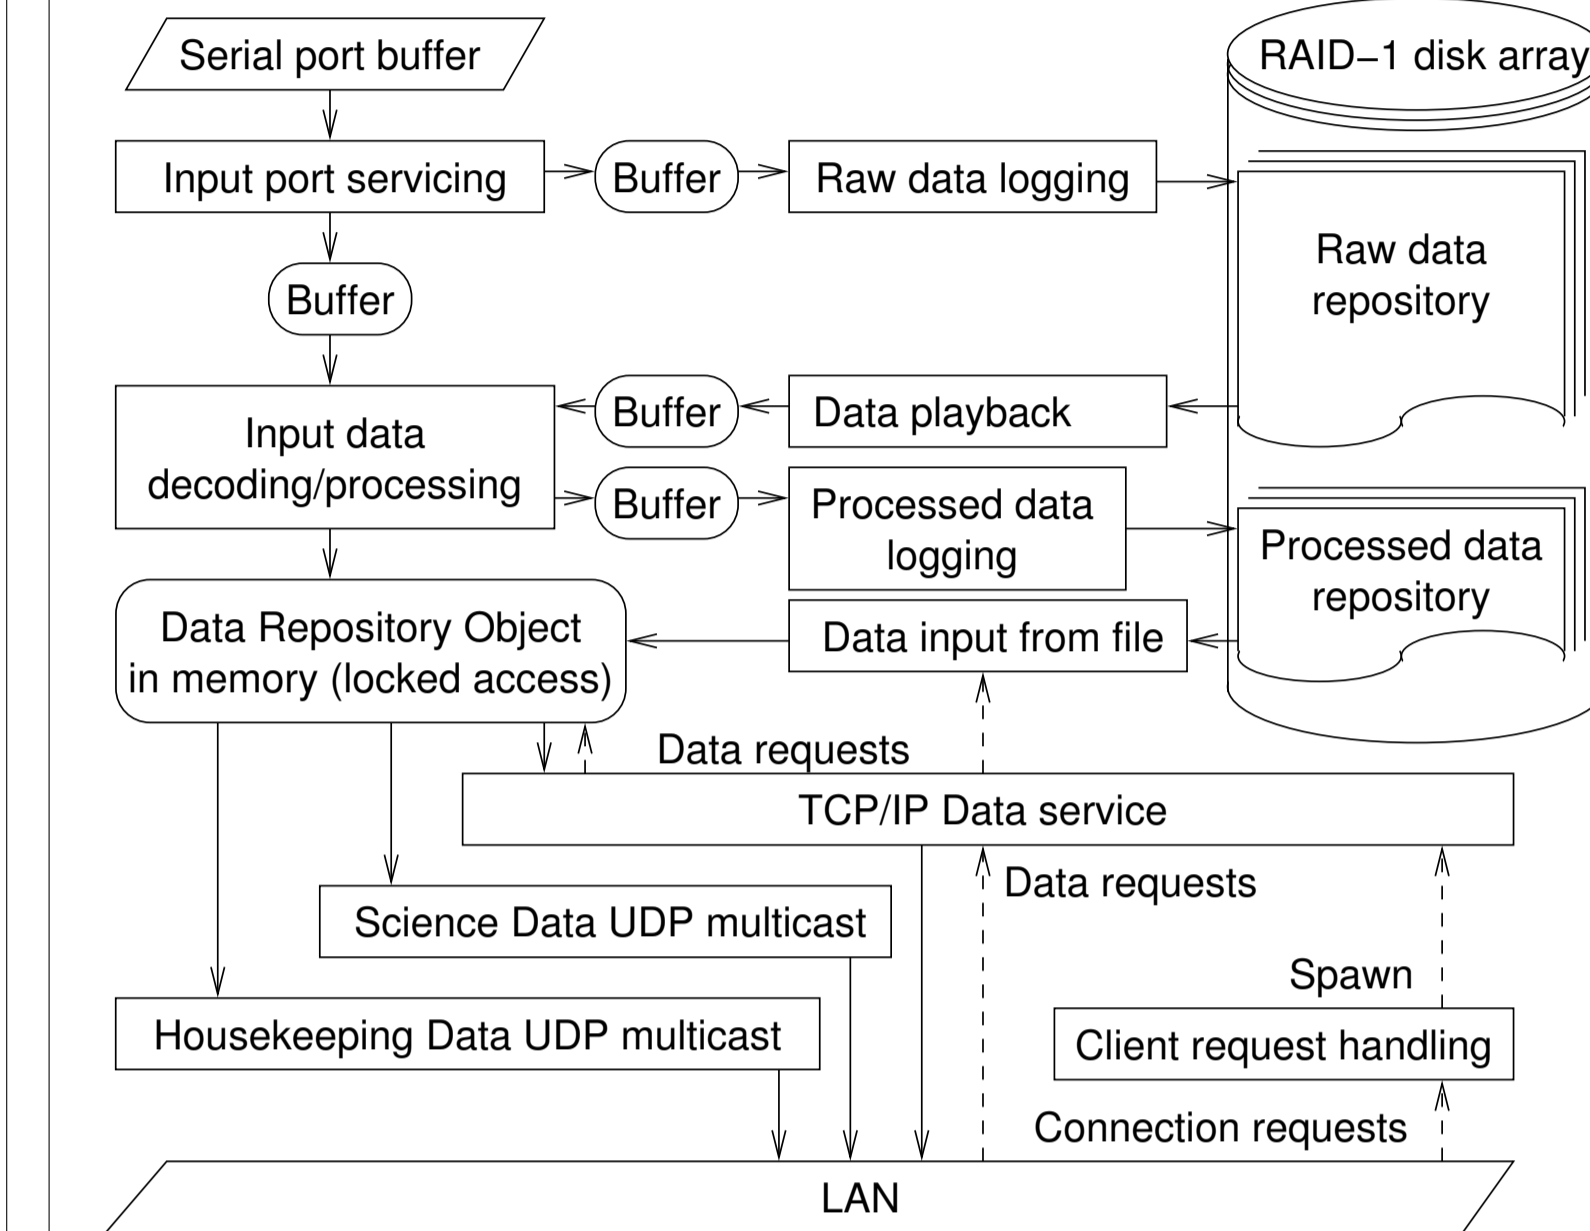 Serial port buffer
RAID–1 disk array
Input port servicing
Buffer
Raw data logging
Raw data
repository
Buffer
Input data
decoding/processing
Buffer
Data playback
Buffer
Processed data
logging
Processed data
repository
Data Repository Object
in memory (locked access)
Data input from file
Data requests
TCP/IP Data service
Data requests
Science Data UDP multicast
Spawn
Housekeeping Data UDP multicast
Client request handling
Connection requests
LAN